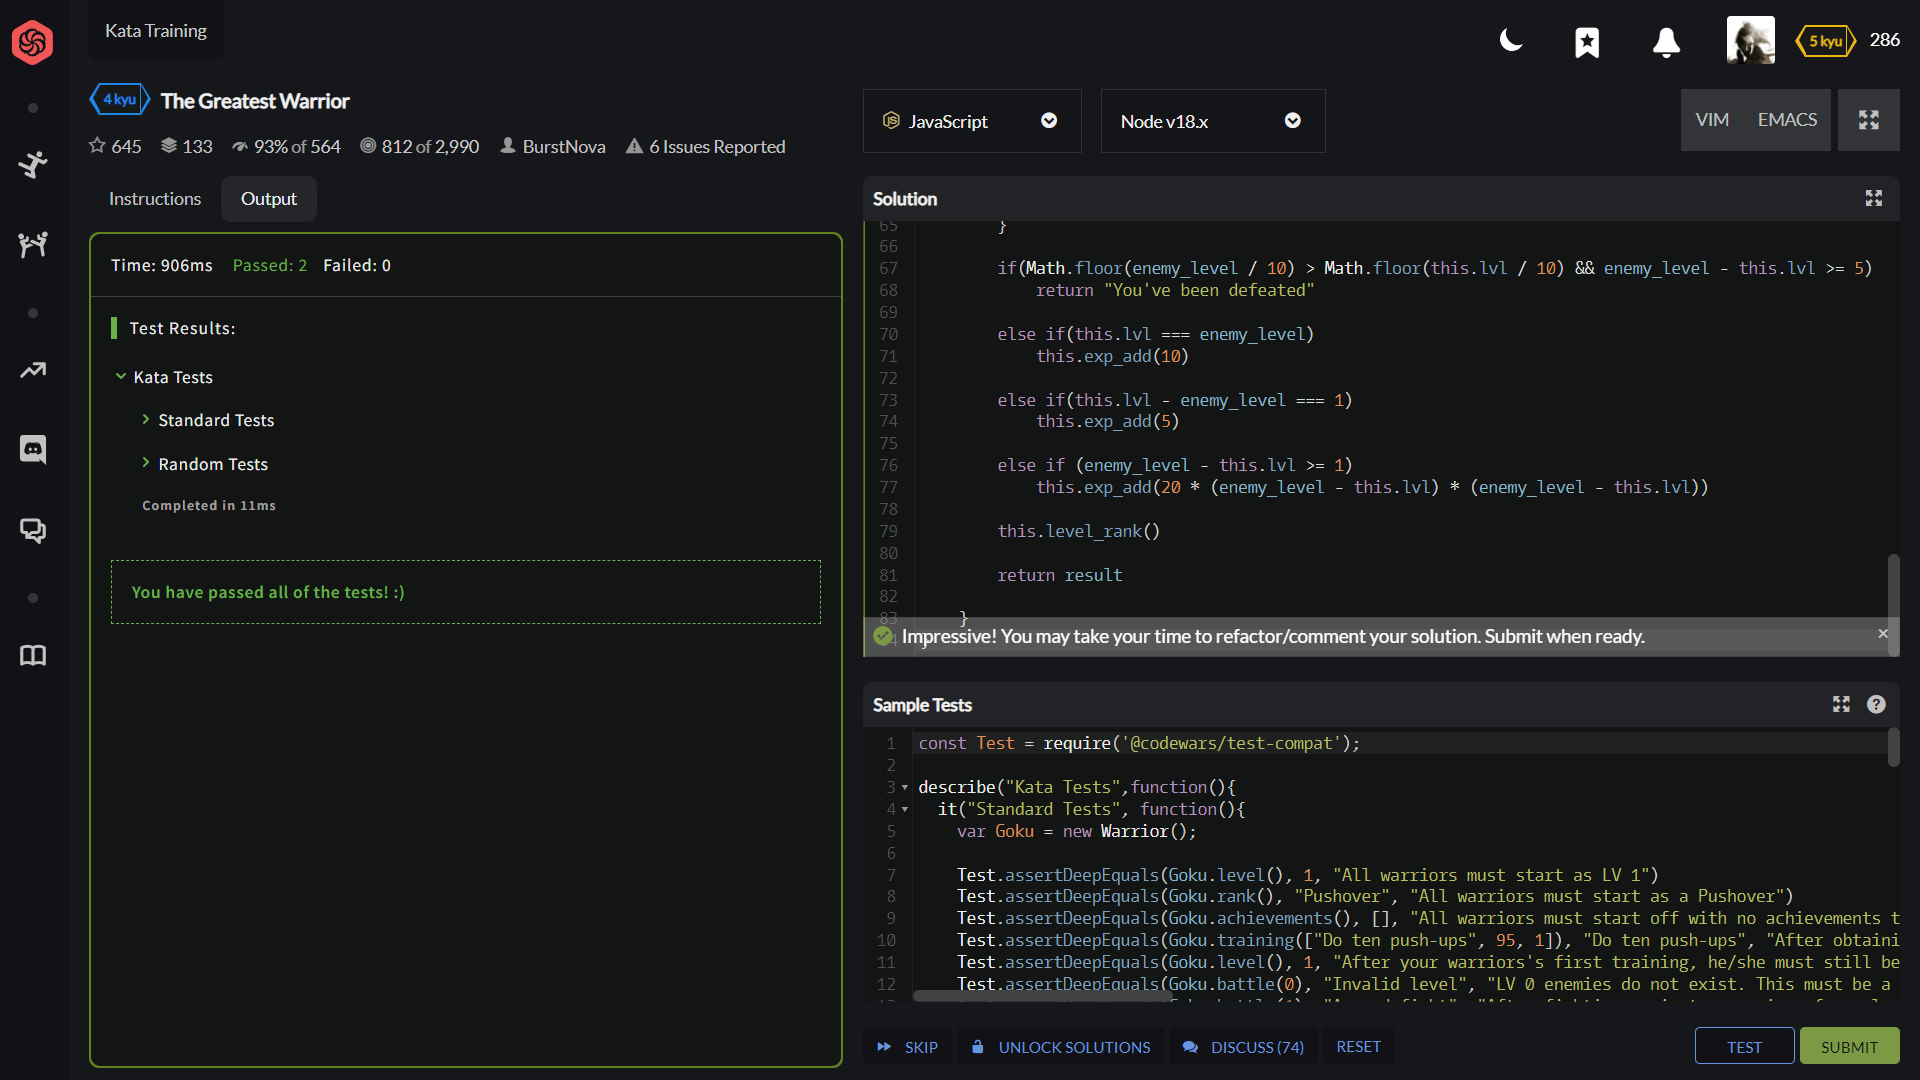 Kata Training
5 kyu
286
4 kyu
The Greatest Warrior
645
133
93% of 564
812 of 2,990
BurstNova
6 Issues Reported
JavaScript
Node v18.x
VIM
EMACS
Instructions
Output
Time: 906ms
Passed: 2
Failed: 0
Test Results:
Kata Tests
Standard Tests
Random Tests
Completed in 11ms
You have passed all of the tests! :)
Solution
65 }
66
67 if(Math.floor(enemy_level / 10) > Math.floor(this.lvl / 10) && enemy_level - this.lvl >= 5)
68 return "You've been defeated"
69
70 else if(this.lvl === enemy_level)
71 this.exp_add(10)
72
73 else if(this.lvl - enemy_level === 1)
74 this.exp_add(5)
75
76 else if (enemy_level - this.lvl >= 1)
77 this.exp_add(20 * (enemy_level - this.lvl) * (enemy_level - this.lvl))
78
79 this.level_rank()
80
81 return result
82
83 }
Impressive! You may take your time to refactor/comment your solution. Submit when ready.
Sample Tests
1 const Test = require('@codewars/test-compat');
2
3 describe("Kata Tests",function(){
4 it("Standard Tests", function(){
5 var Goku = new Warrior();
6
7 Test.assertDeepEquals(Goku.level(), 1, "All warriors must start as LV 1")
8 Test.assertDeepEquals(Goku.rank(), "Pushover", "All warriors must start as a Pushover")
9 Test.assertDeepEquals(Goku.achievements(), [], "All warriors must start off with no achievements t
10 Test.assertDeepEquals(Goku.training(["Do ten push-ups", 95, 1]), "Do ten push-ups", "After obtaini
11 Test.assertDeepEquals(Goku.level(), 1, "After your warriors's first training, he/she must still be
12 Test.assertDeepEquals(Goku.battle(0), "Invalid level", "LV 0 enemies do not exist. This must be a
SKIP
UNLOCK SOLUTIONS
DISCUSS (74)
RESET
TEST
SUBMIT